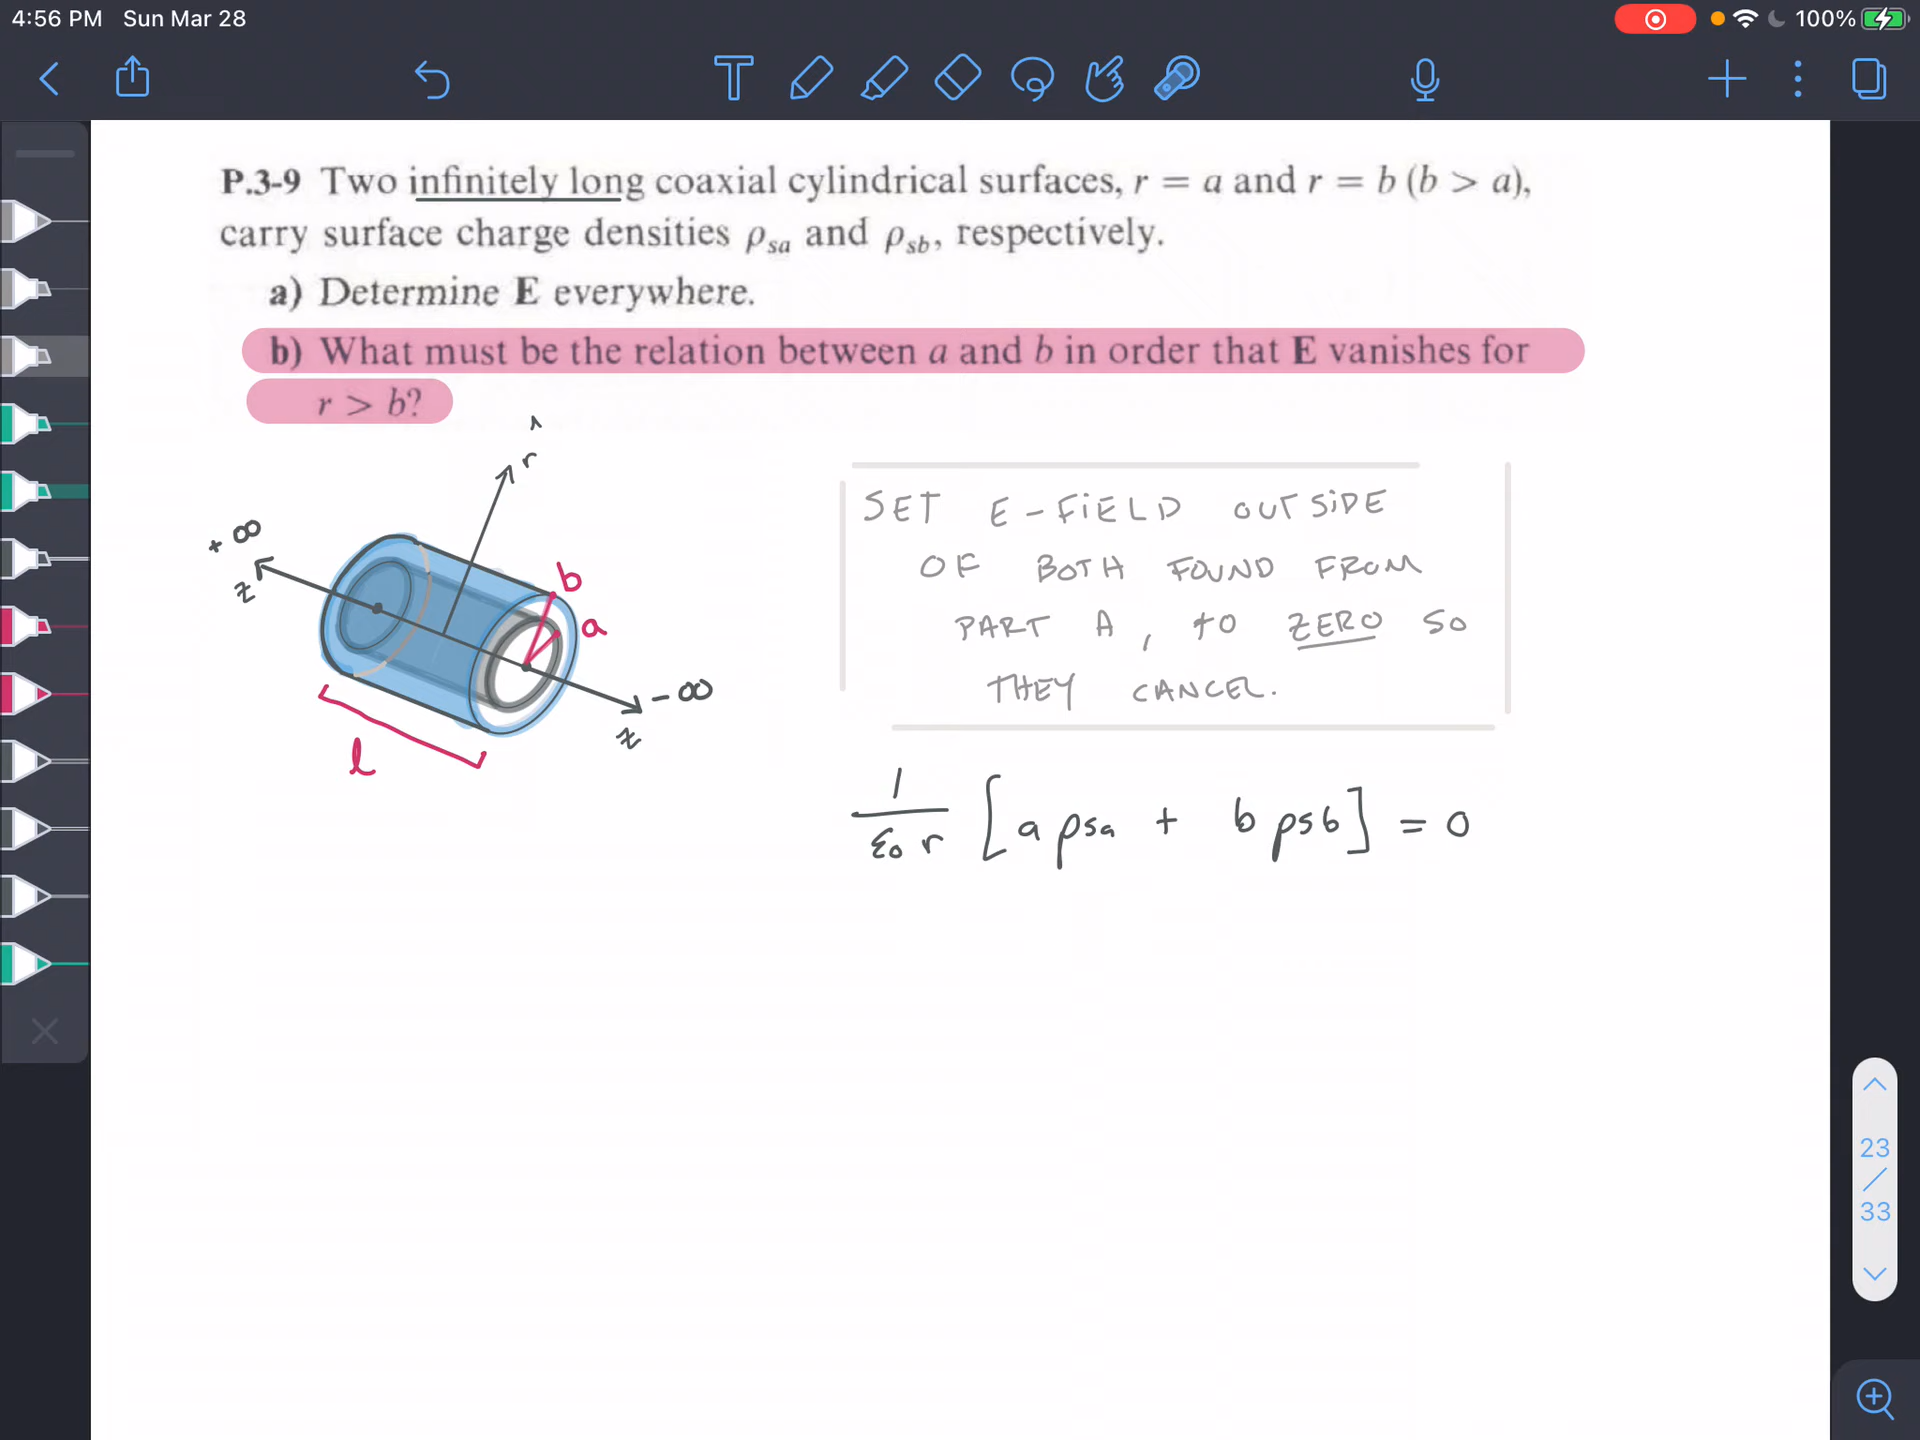 4:56 PM Sun Mar 28
100%
P.3-9 Two infinitely long coaxial cylindrical surfaces, r = a and r = b (b > a),
carry surface charge densities ρsa and ρsb, respectively.
a) Determine E everywhere.
b) What must be the relation between a and b in order that E vanishes for
r > b?
^
r
+ ∞
z
b
a
- ∞
z
l
SET E-FiELD OUTSiDE
OF BOTH FOUND FROM
PART A, tO ZERO SO
THEY CANCEL.
1/ε0 r [a ρsa + b ρsb] = 0
23
/
33